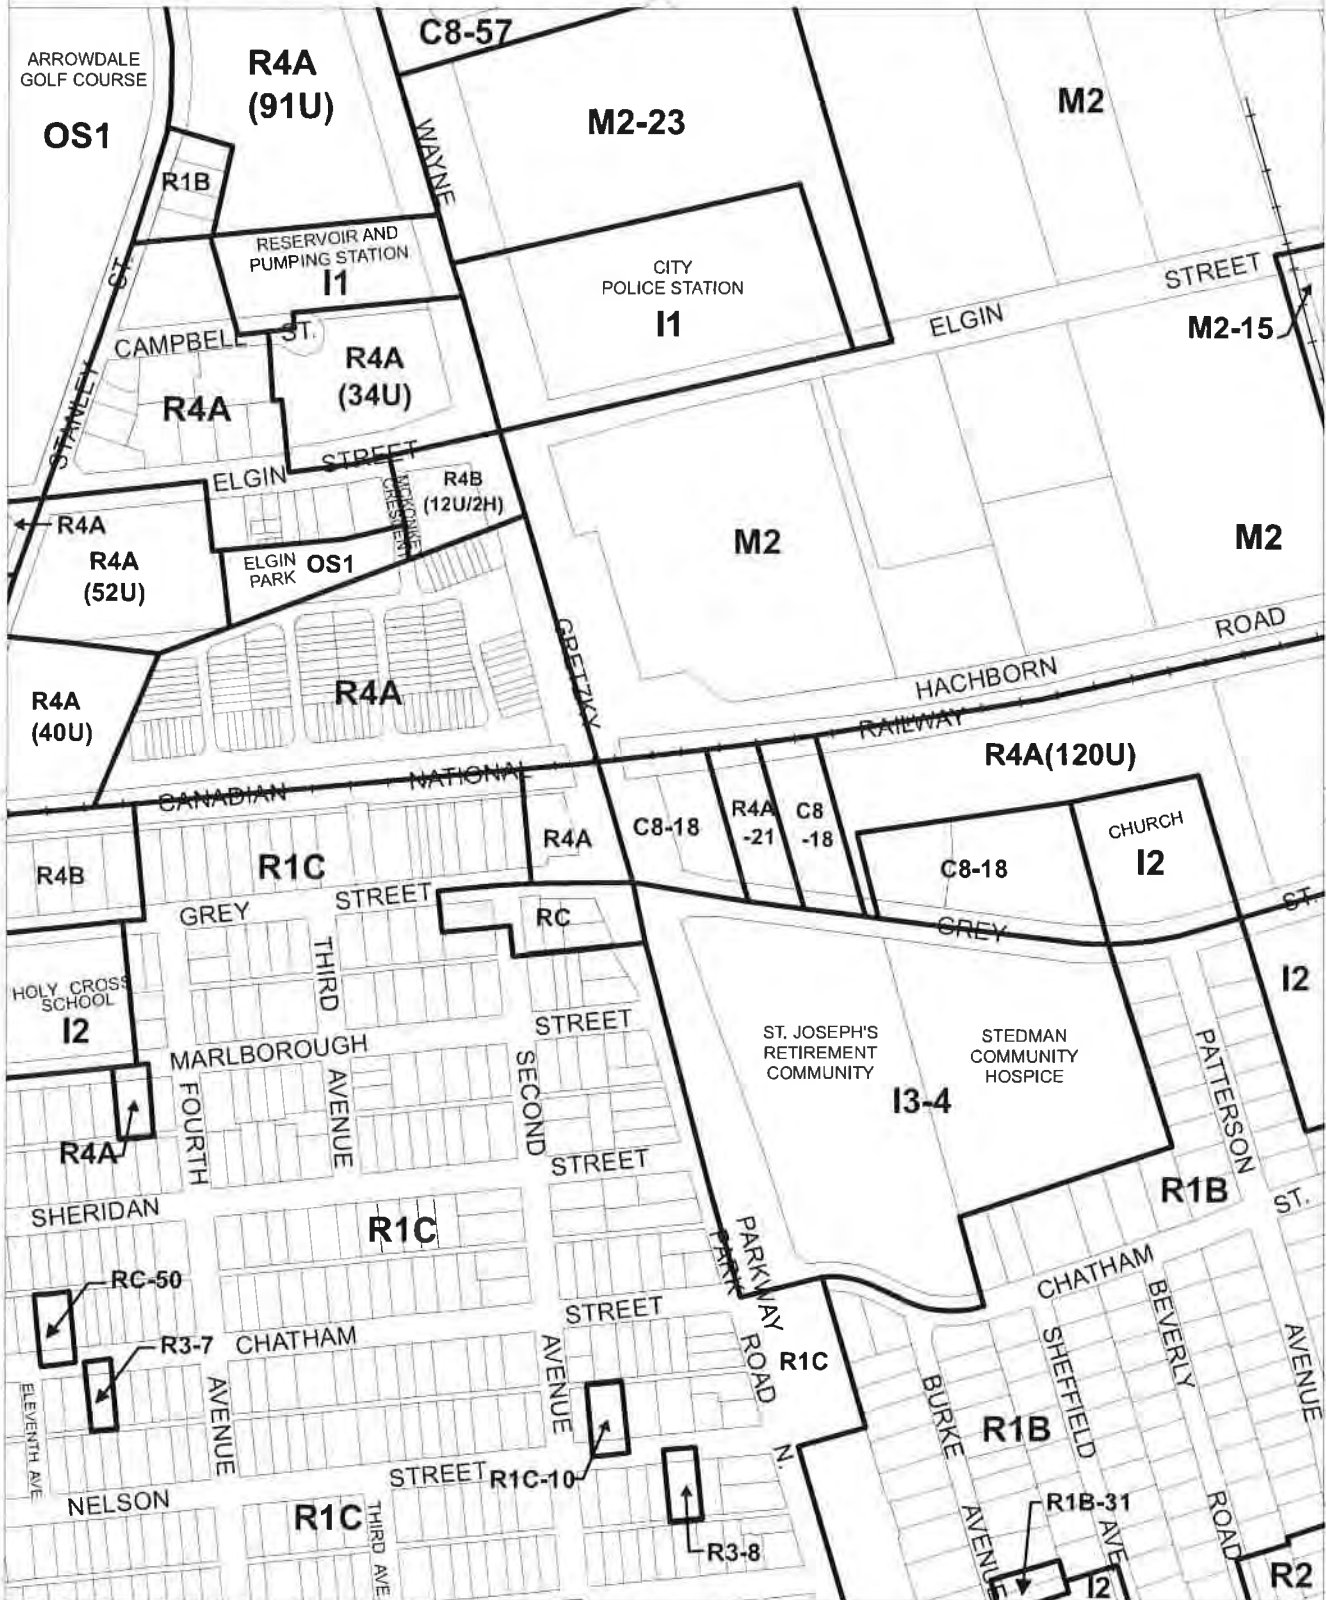 C8-57
ARROWDALE
GOLF COURSE
OS1
R4A
(91U)
M2-23
M2
WAYNE
R1B
RESERVOIR AND
PUMPING STATION
I1
CITY
POLICE STATION
I1
STREET
ELGIN
M2-15
ST.
STANLEY
CAMPBELL ST.
R4A
(34U)
R4A
ELGIN STREET
R4B
(12U/2H)
CRESCENT
R4A
R4A
(52U)
ELGIN
PARK
OS1
M2
M2
GRETZKY
ROAD
HACHBORN
R4A
R4A
(40U)
RAILWAY
R4A(120U)
CANADIAN NATIONAL
C8-18
R4A
-21
C8
-18
CHURCH
I2
C8-18
R4A
R1C
R4B
GREY STREET
RC
GREY ST.
THIRD
HOLY CROSS
SCHOOL
I2
I2
ST. JOSEPH'S
RETIREMENT
COMMUNITY
STEDMAN
COMMUNITY
HOSPICE
I3-4
PATTERSON
MARLBOROUGH STREET
SECOND
AVENUE
FOURTH
R4A
STREET
SHERIDAN
R1C
R1B
ST.
PARKWAY
PARK
CHATHAM
RC-50
STREET
R3-7
CHATHAM
ROAD
R1C
BEVERLY
SHEFFIELD
AVENUE
ELEVENTH AVE
AVENUE
AVENUE
BURKE
R1B
N.
STREET
R1C-10
NELSON
R1C
THIRD AVE
R3-8
R1B-31
AVENUE
AVE
ROAD
I2
R2